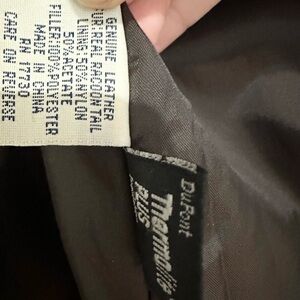 GENUINE LEATHER
FUR:REAL RACOON TAIL
LINING:50%NYLON
50%ACETATE
FILLER:100%POLYESTER
MADE IN CHINA
RN 17730
CARE ON REVERSE
DuPont
Thermolite
PLUS